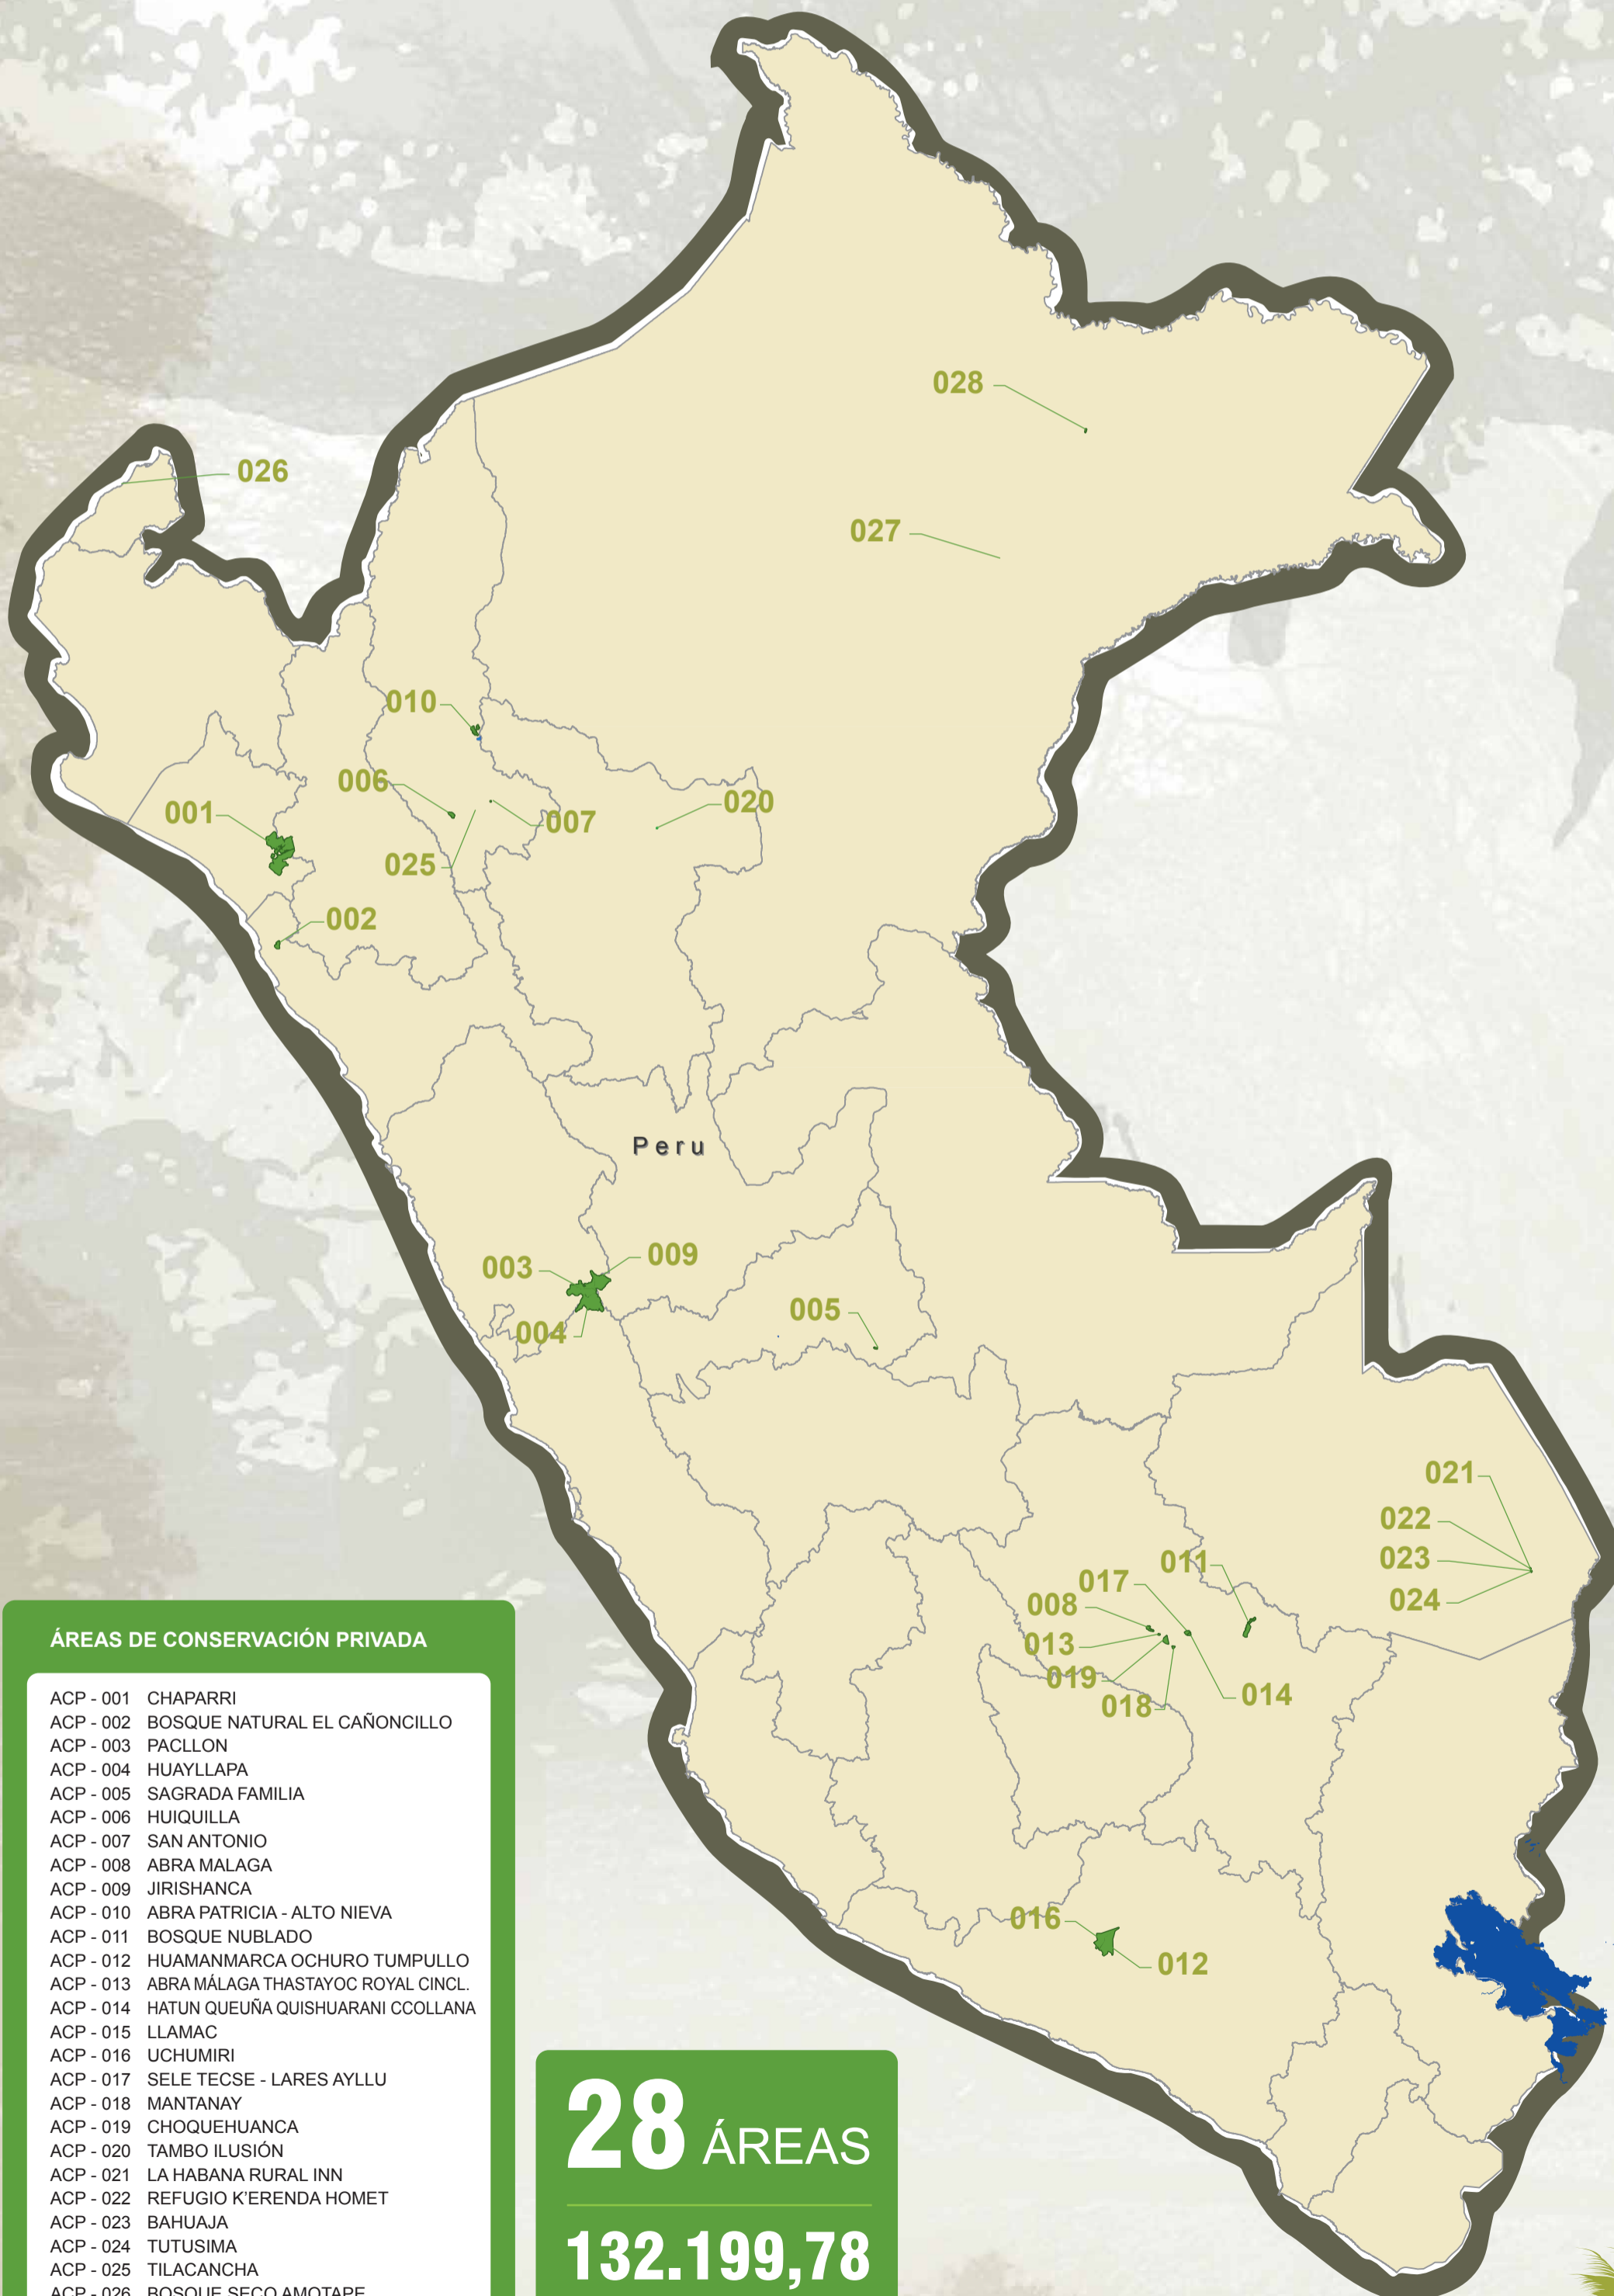 028
026
027
010
006
001
020
007
025
002
Peru
009
003
005
004
021
022
023
011
017
024
008
013
019
014
018
016
012
ÁREAS DE CONSERVACIÓN PRIVADA
ACP - 001 CHAPARRI
ACP - 002 BOSQUE NATURAL EL CAÑONCILLO
ACP - 003 PACLLON
ACP - 004 HUAYLLAPA
ACP - 005 SAGRADA FAMILIA
ACP - 006 HUIQUILLA
ACP - 007 SAN ANTONIO
ACP - 008 ABRA MALAGA
ACP - 009 JIRISHANCA
ACP - 010 ABRA PATRICIA - ALTO NIEVA
ACP - 011 BOSQUE NUBLADO
ACP - 012 HUAMANMARCA OCHURO TUMPULLO
ACP - 013 ABRA MÁLAGA THASTAYOC ROYAL CINCL.
ACP - 014 HATUN QUEUÑA QUISHUARANI CCOLLANA
ACP - 015 LLAMAC
ACP - 016 UCHUMIRI
ACP - 017 SELE TECSE - LARES AYLLU
ACP - 018 MANTANAY
ACP - 019 CHOQUEHUANCA
ACP - 020 TAMBO ILUSIÓN
ACP - 021 LA HABANA RURAL INN
ACP - 022 REFUGIO K’ERENDA HOMET
ACP - 023 BAHUAJA
ACP - 024 TUTUSIMA
ACP - 025 TILACANCHA
ACP - 026 BOSQUE SECO AMOTAPE
28 ÁREAS
132.199,78